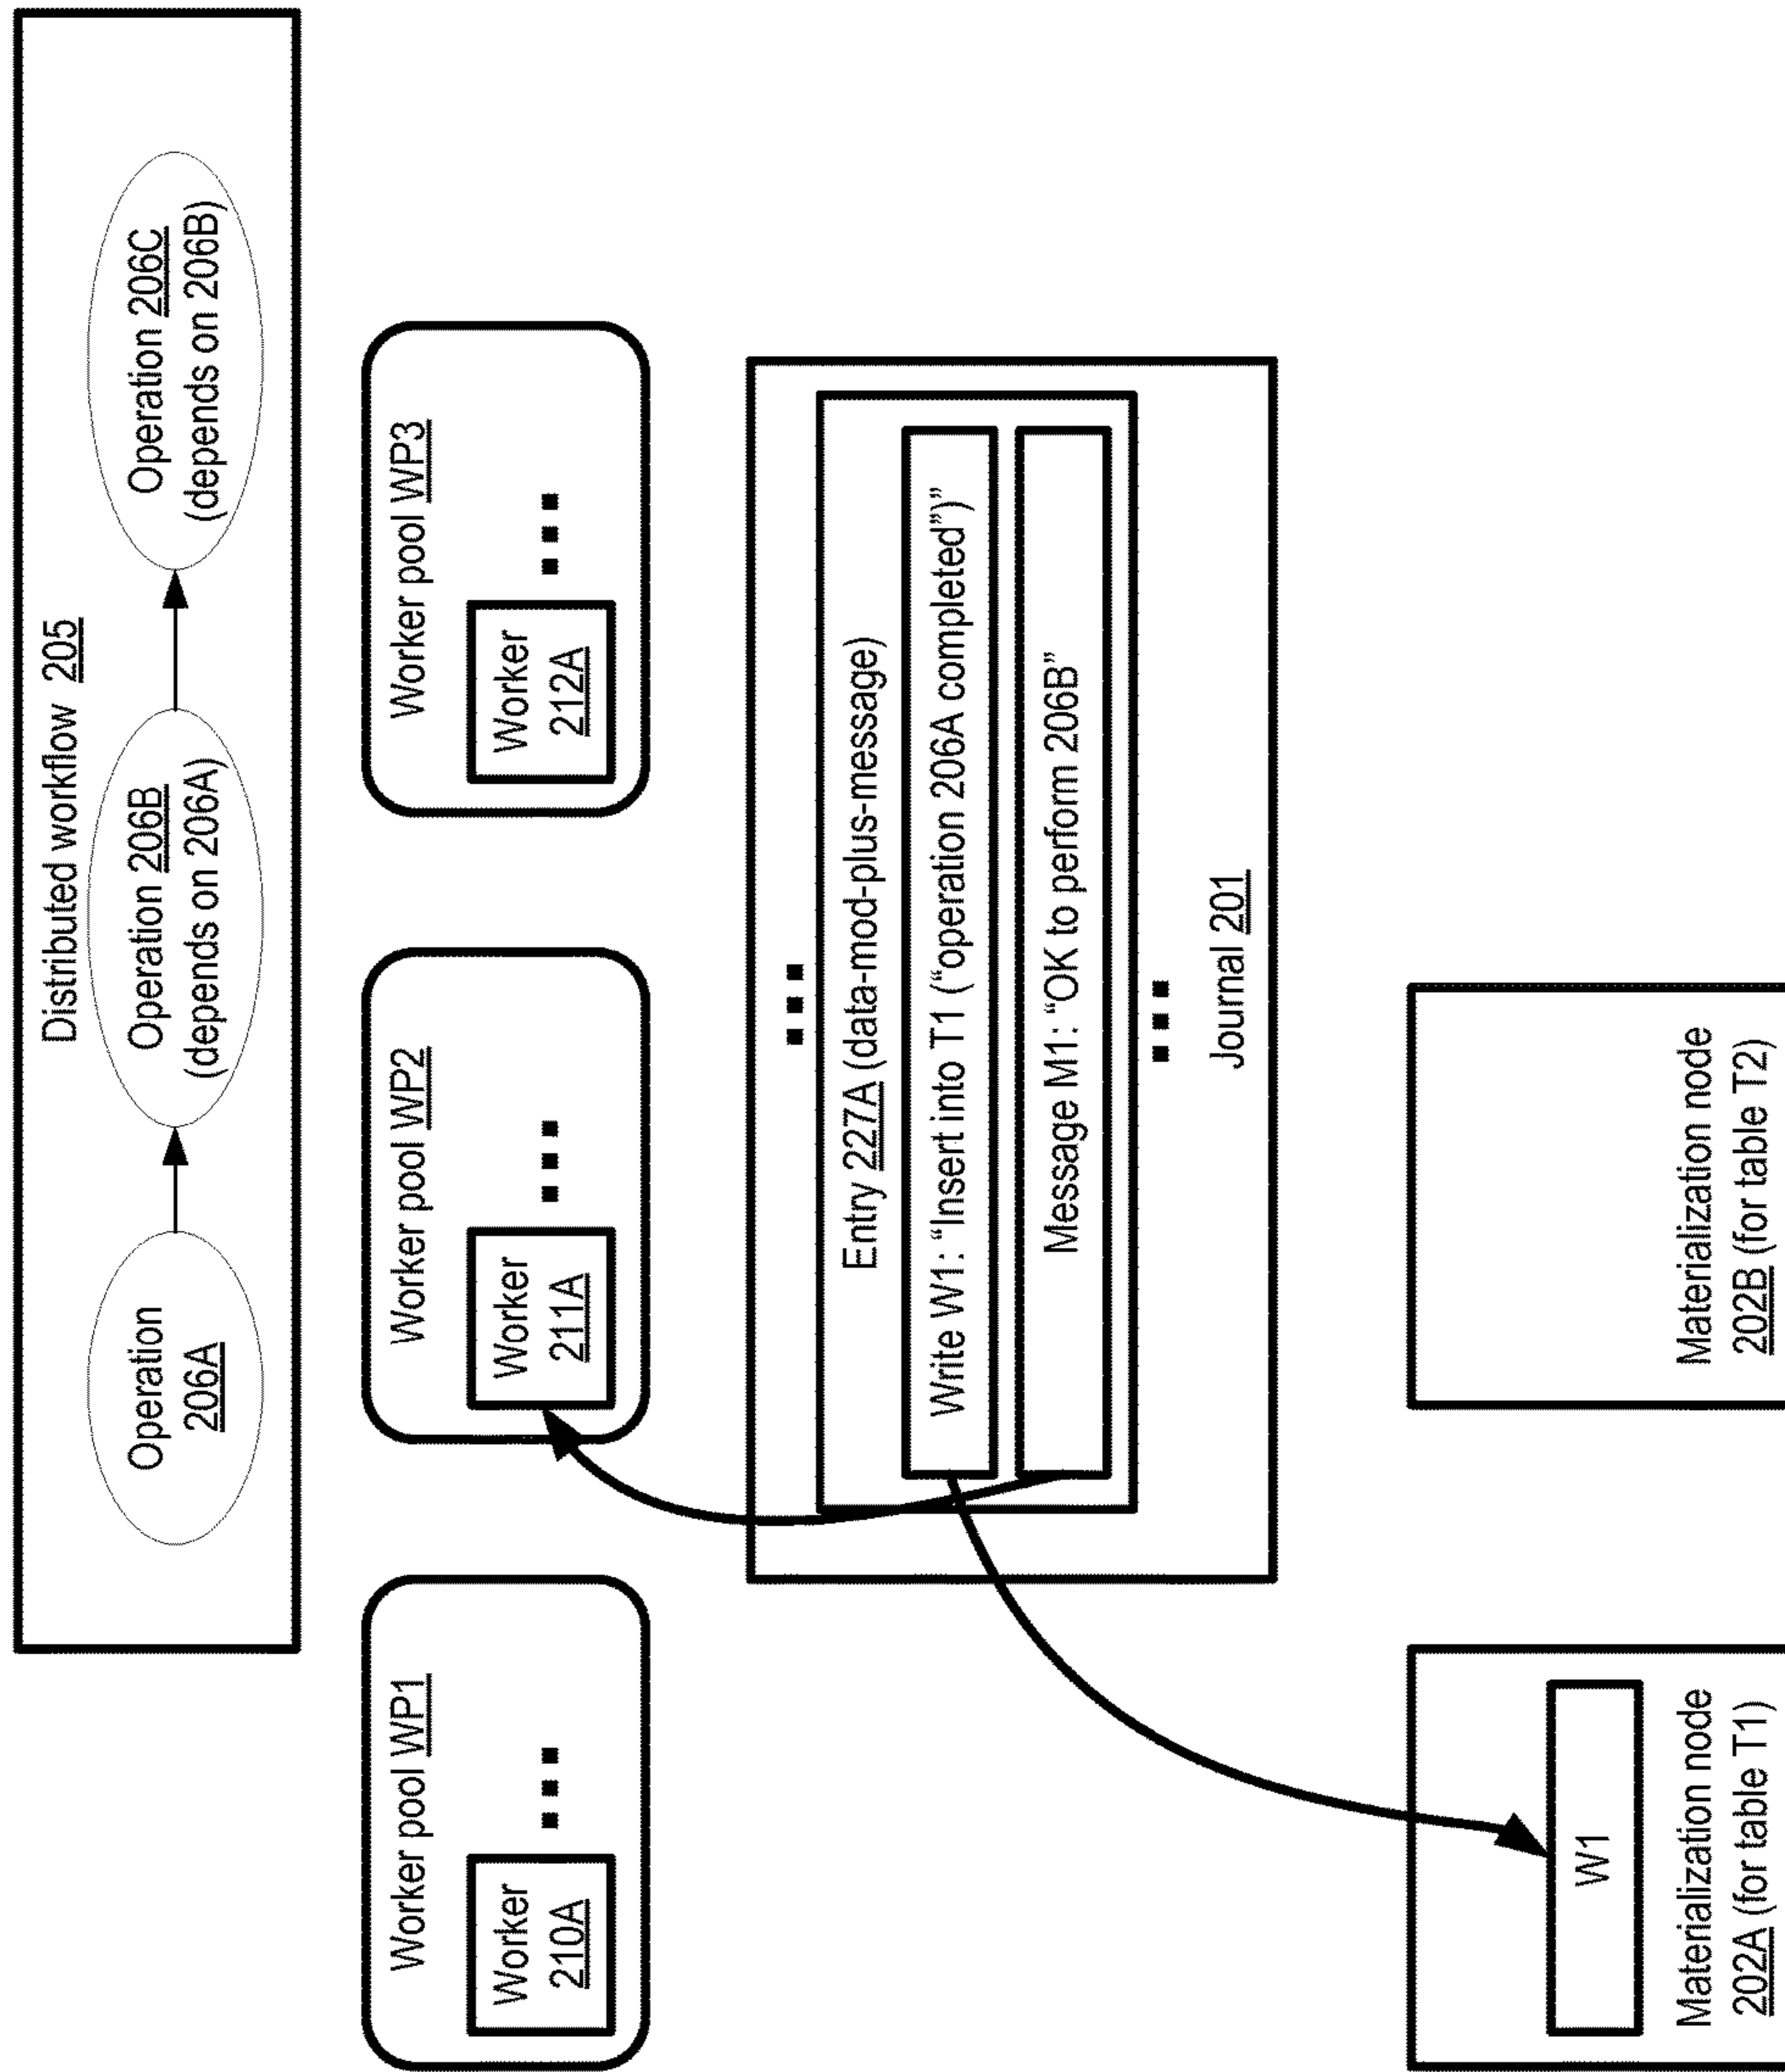 Distributed workflow 205
Operation
206A
Operation 206B
(depends on 206A)
Operation 206C
(depends on 206B)
Worker pool WP1
Worker
210A
Worker pool WP2
Worker
211A
Worker pool WP3
Worker
212A
Entry 227A (data-mod-plus-message)
Write W1: “Insert into T1 (“operation 206A completed”)”
Message M1: “OK to perform 206B”
Journal 201
W1
Materialization node
202A (for table T1)
Materialization node
202B (for table T2)